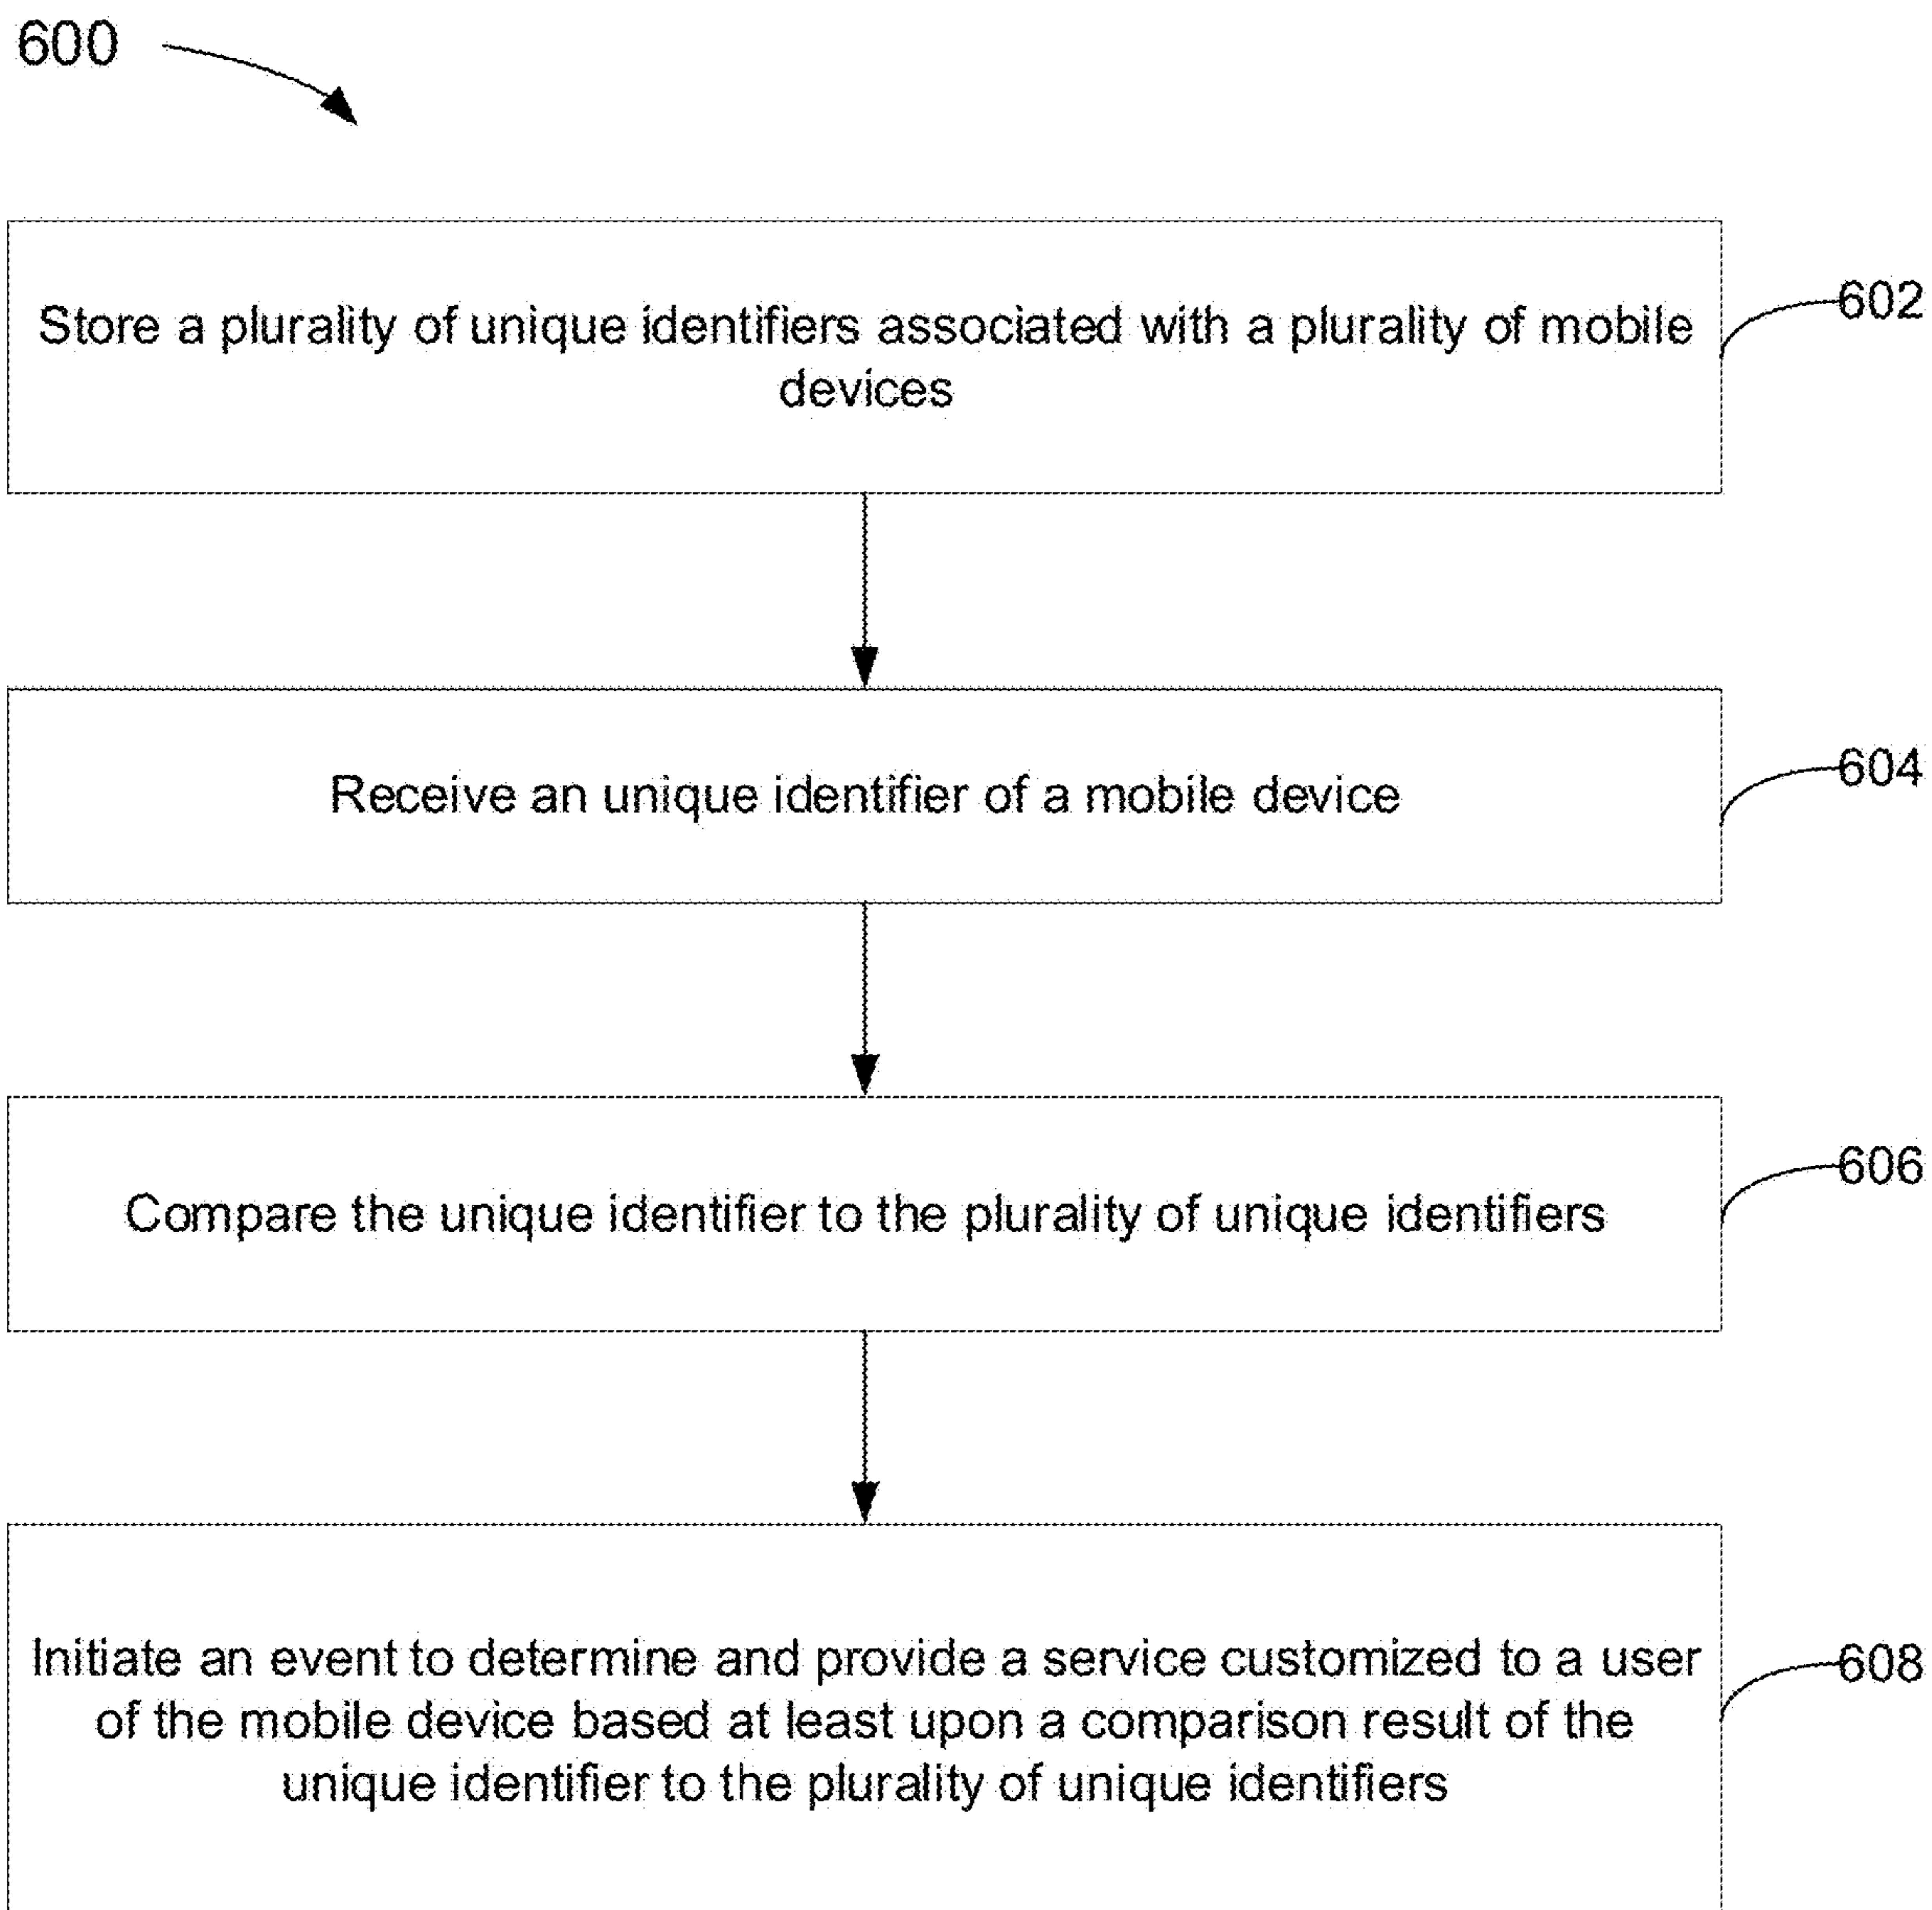 600
Store a plurality of unique identifiers associated with a plurality of mobile
devices
602
Receive an unique identifier of a mobile device
604
Compare the unique identifier to the plurality of unique identifiers
606
Initiate an event to determine and provide a service customized to a user
of the mobile device based at least upon a comparison result of the
unique identifier to the plurality of unique identifiers
608